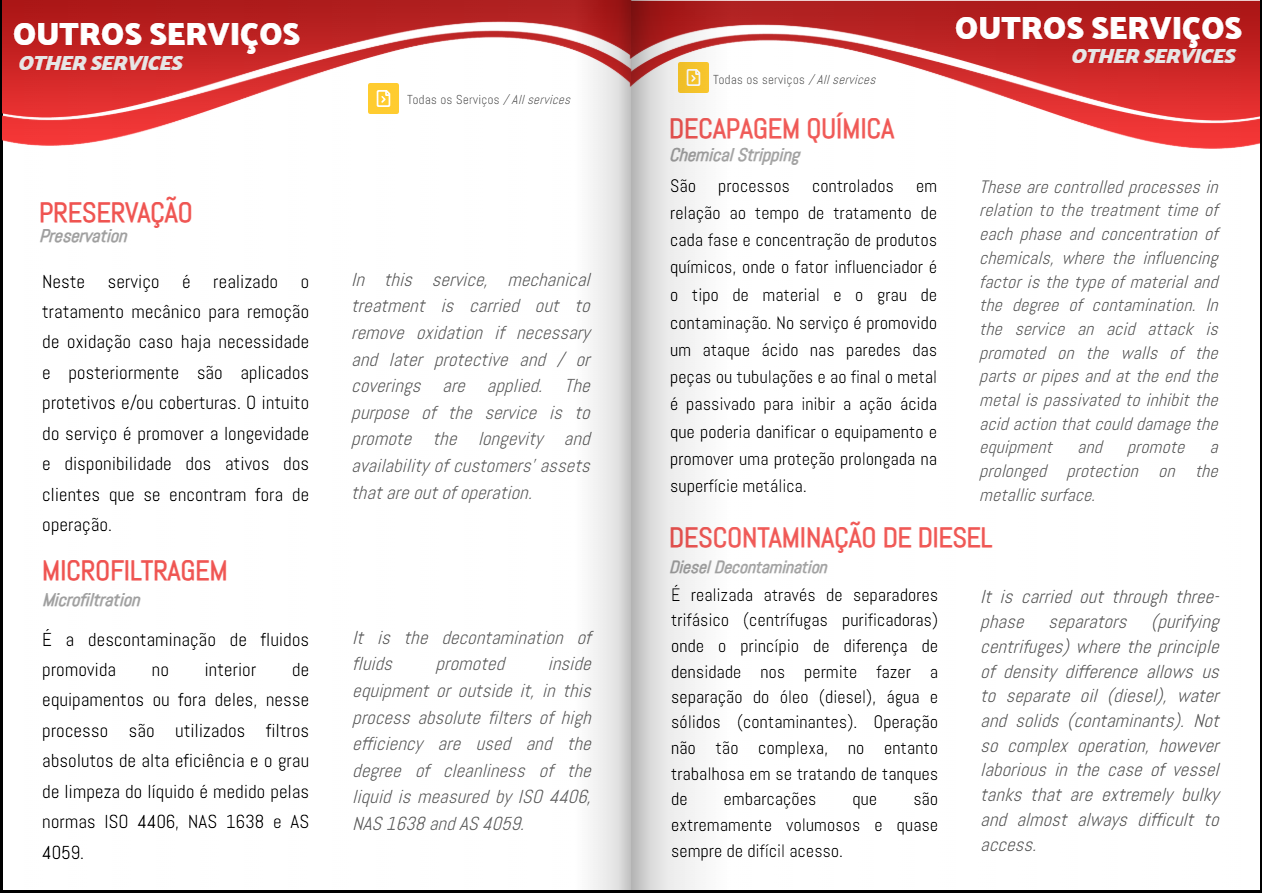 OUTROS SERVIÇOS
OTHER SERVICES
Todas os Serviços / All services
PRESERVAÇÃO
Preservation
Neste serviço é realizado o
tratamento mecânico para remoção
de oxidação caso haja necessidade
e posteriormente são aplicados
protetivos e/ou coberturas. O intuito
do serviço é promover a longevidade
e disponibilidade dos ativos dos
clientes que se encontram fora de
operação.
In this service, mechanical
treatment is carried out to
remove oxidation if necessary
and later protective and / or
coverings are applied. The
purpose of the service is to
promote the longevity and
availability of customers' assets
that are out of operation.
MICROFILTRAGEM
Microfiltration
É a descontaminação de fluidos
promovida no interior de
equipamentos ou fora deles, nesse
processo são utilizados filtros
absolutos de alta eficiência e o grau
de limpeza do líquido é medido pelas
normas ISO 4406, NAS 1638 e AS
4059.
It is the decontamination of
fluids promoted inside
equipment or outside it, in this
process absolute filters of high
efficiency are used and the
degree of cleanliness of the
liquid is measured by ISO 4406,
NAS 1638 and AS 4059.
OUTROS SERVIÇOS
OTHER SERVICES
Todas os serviços / All services
DECAPAGEM QUÍMICA
Chemical Stripping
São processos controlados em
relação ao tempo de tratamento de
cada fase e concentração de produtos
químicos, onde o fator influenciador é
o tipo de material e o grau de
contaminação. No serviço é promovido
um ataque ácido nas paredes das
peças ou tubulações e ao final o metal
é passivado para inibir a ação ácida
que poderia danificar o equipamento e
promover uma proteção prolongada na
superfície metálica.
These are controlled processes in
relation to the treatment time of
each phase and concentration of
chemicals, where the influencing
factor is the type of material and
the degree of contamination. In
the service an acid attack is
promoted on the walls of the
parts or pipes and at the end the
metal is passivated to inhibit the
acid action that could damage the
equipment and promote a
prolonged protection on the
metallic surface.
DESCONTAMINAÇÃO DE DIESEL
Diesel Decontamination
É realizada através de separadores
trifásico (centrífugas purificadoras)
onde o princípio de diferença de
densidade nos permite fazer a
separação do óleo (diesel), água e
sólidos (contaminantes). Operação
não tão complexa, no entanto
trabalhosa em se tratando de tanques
de embarcações que são
extremamente volumosos e quase
sempre de difícil acesso.
It is carried out through three-
phase separators (purifying
centrifuges) where the principle
of density difference allows us
to separate oil (diesel), water
and solids (contaminants). Not
so complex operation, however
laborious in the case of vessel
tanks that are extremely bulky
and almost always difficult to
access.